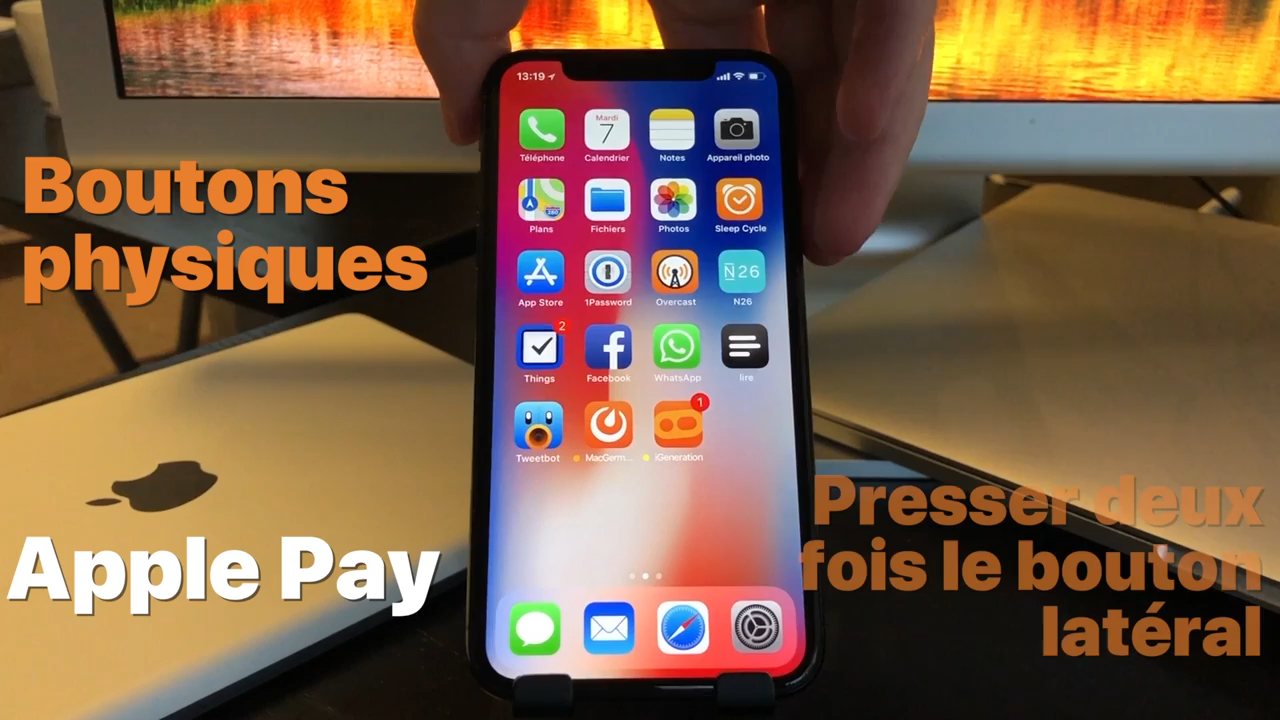 13:19
Mardi
7
Téléphone
Calendrier
Notes
Appareil photo
280
Plans
Fichiers
Photos
Sleep Cycle
N26
App Store
1Password
Overcast
N26
2
Things
Facebook
WhatsApp
lire
1
Tweetbot
MacGerm...
iGeneration
Boutons
physiques
Apple Pay
Presser deux
fois le bouton
latéral